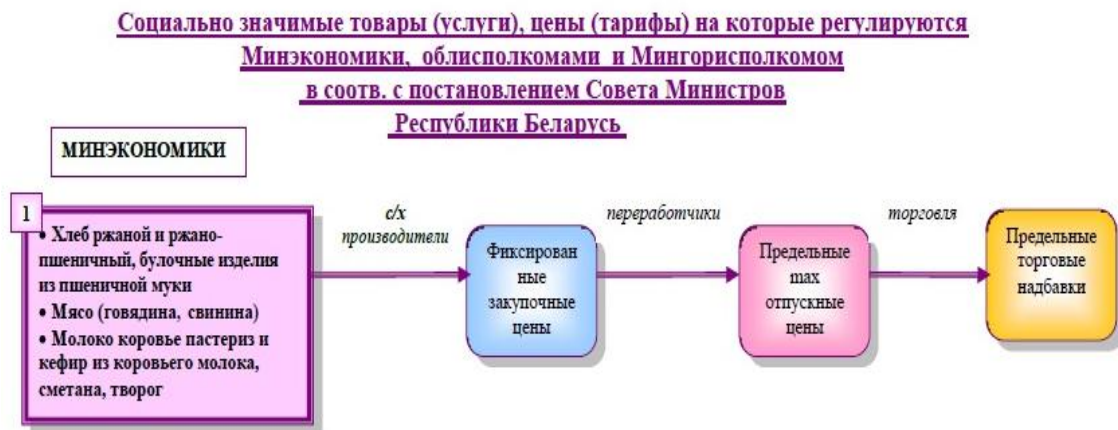 Социально значимые товары (услуги), цены (тарифы) на которые регулируются
Минэкономики, облисполкомами и Мингорисполкомом
в соотв. с постановлением Совета Министров
Республики Беларусь
МИНЭКОНОМИКИ
1
• Хлеб ржаной и ржано-
пшеничный, булочные изделия
из пшеничной муки
• Мясо (говядина, свинина)
• Молоко коровье пастериз и
кефир из коровьего молока,
сметана, творог
с/х
производители
Фиксирован
ные
закупочные
цены
переработчики
Предельные
max
отпускные
цены
торговля
Предельные
торговые
надбавки